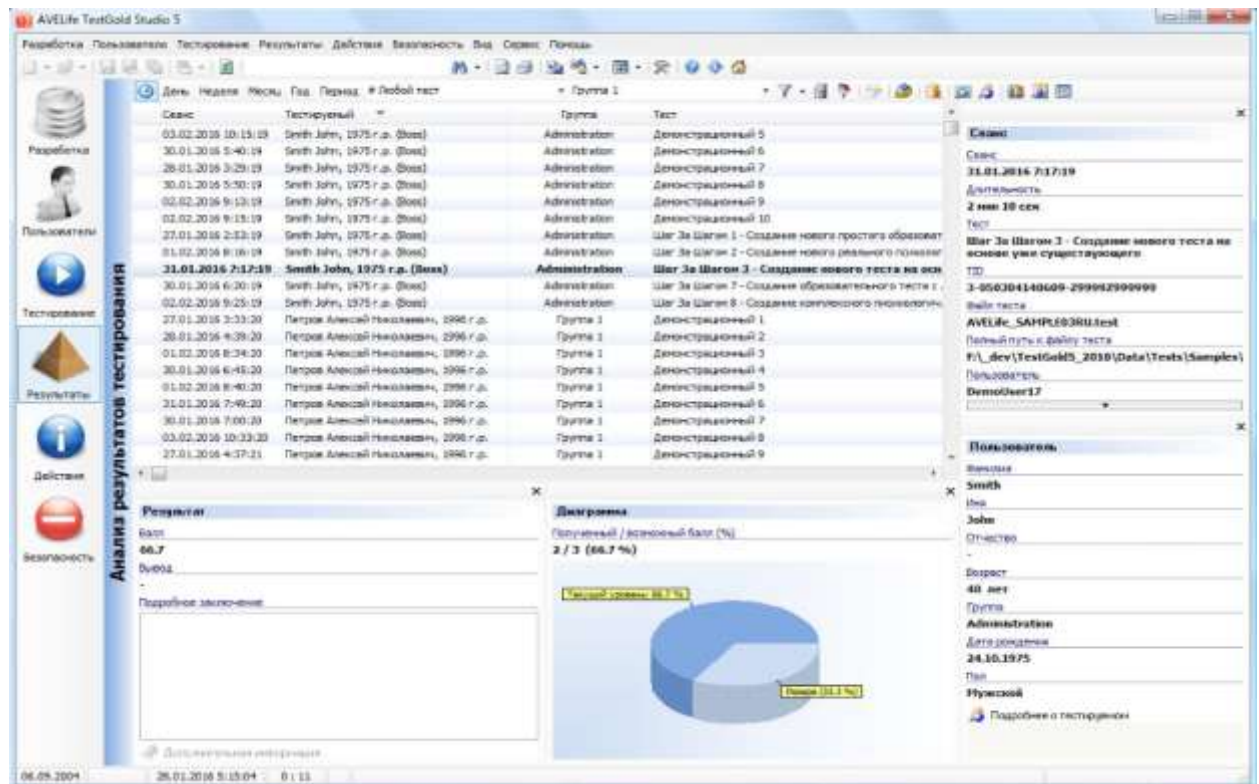 AVELife TestGold Studio 5
Разработка Пользователи Тестирование Результаты Действия Безопасность Вид Сервис Помощь
День Неделя Месяц Год Период # Любой тест Группа 1
Сеанс Тестируемый Группа Тест
03.02.2016 10:15:19 Smith John, 1975 г.р. (Boss) Administration Демонстрационный 5
30.01.2016 5:40:19 Smith John, 1975 г.р. (Boss) Administration Демонстрационный 6
28.01.2016 3:29:19 Smith John, 1975 г.р. (Boss) Administration Демонстрационный 7
30.01.2016 5:50:19 Smith John, 1975 г.р. (Boss) Administration Демонстрационный 8
02.02.2016 9:13:19 Smith John, 1975 г.р. (Boss) Administration Демонстрационный 9
02.02.2016 9:15:19 Smith John, 1975 г.р. (Boss) Administration Демонстрационный 10
27.01.2016 2:53:19 Smith John, 1975 г.р. (Boss) Administration Шаг За Шагом 1 - Создание нового простого образоват
01.02.2016 8:16:19 Smith John, 1975 г.р. (Boss) Administration Шаг За Шагом 2 - Создание нового реального
31.01.2016 7:17:19 Smith John, 1975 г.р. (Boss) Administration Шаг За Шагом 3 - Создание нового теста на осн
30.01.2016 6:20:19 Smith John, 1975 г.р. (Boss) Administration Шаг За Шагом 7 - Создание образовательного теста с
02.02.2016 9:25:19 Smith John, 1975 г.р. (Boss) Administration Шаг За Шагом 8 - Создание комплексного
27.01.2016 3:33:20 Петров Алексей Николаевич, 1996 г.р. Группа 1 Демонстрационный 1
28.01.2016 4:39:20 Петров Алексей Николаевич, 1996 г.р. Группа 1 Демонстрационный 2
01.02.2016 8:34:20 Петров Алексей Николаевич, 1996 г.р. Группа 1 Демонстрационный 3
30.01.2016 6:45:20 Петров Алексей Николаевич, 1996 г.р. Группа 1 Демонстрационный 4
01.02.2016 8:40:20 Петров Алексей Николаевич, 1996 г.р. Группа 1 Демонстрационный 5
31.01.2016 7:49:20 Петров Алексей Николаевич, 1996 г.р. Группа 1 Демонстрационный 6
30.01.2016 7:00:20 Петров Алексей Николаевич, 1996 г.р. Группа 1 Демонстрационный 7
03.02.2016 10:33:20 Петров Алексей Николаевич, 1996 г.р. Группа 1 Демонстрационный 8
27.01.2016 4:37:21 Петров Алексей Николаевич, 1996 г.р. Группа 1 Демонстрационный 9
Разработка
Пользователи
Тестирование
Результаты
Действия
Безопасность
Анализ результатов тестирования
Результат
Балл
66.7
Вывод
-
Подробное заключение
Дополнительная информация
Диаграмма
Полученный / возможный балл (%)
2 / 3 (66.7 %)
Текущий уровень 66.7 %
Сеанс
Сеанс
31.01.2016 7:17:19
Длительность
2 мин 10 сек
Тест
Шаг За Шагом 3 - Создание нового теста на
основе уже существующего
TID
3-050304140609-299992999999
Файл теста
AVELife_SAMPLE03RU.test
Полный путь к файлу теста
F:\_dev\TestGold5_2010\Data\Tests\Samples\
Пользователь
DemoUser17
Пользователь
Фамилия
Smith
Имя
John
Отчество
-
Возраст
40 лет
Группа
Administration
Дата рождения
24.10.1975
Пол
Мужской
Подробнее о тестируемом
06.09.2004 28.01.2016 5:15:04 0 : 11